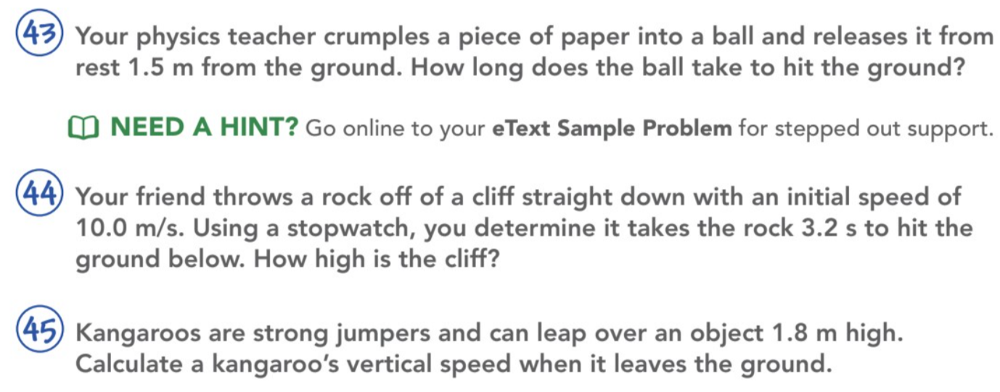 43 Your physics teacher crumples a piece of paper into a ball and releases it from
rest 1.5 m from the ground. How long does the ball take to hit the ground?
NEED A HINT? Go online to your eText Sample Problem for stepped out support.
44 Your friend throws a rock off of a cliff straight down with an initial speed of
10.0 m/s. Using a stopwatch, you determine it takes the rock 3.2 s to hit the
ground below. How high is the cliff?
45 Kangaroos are strong jumpers and can leap over an object 1.8 m high.
Calculate a kangaroo's vertical speed when it leaves the ground.